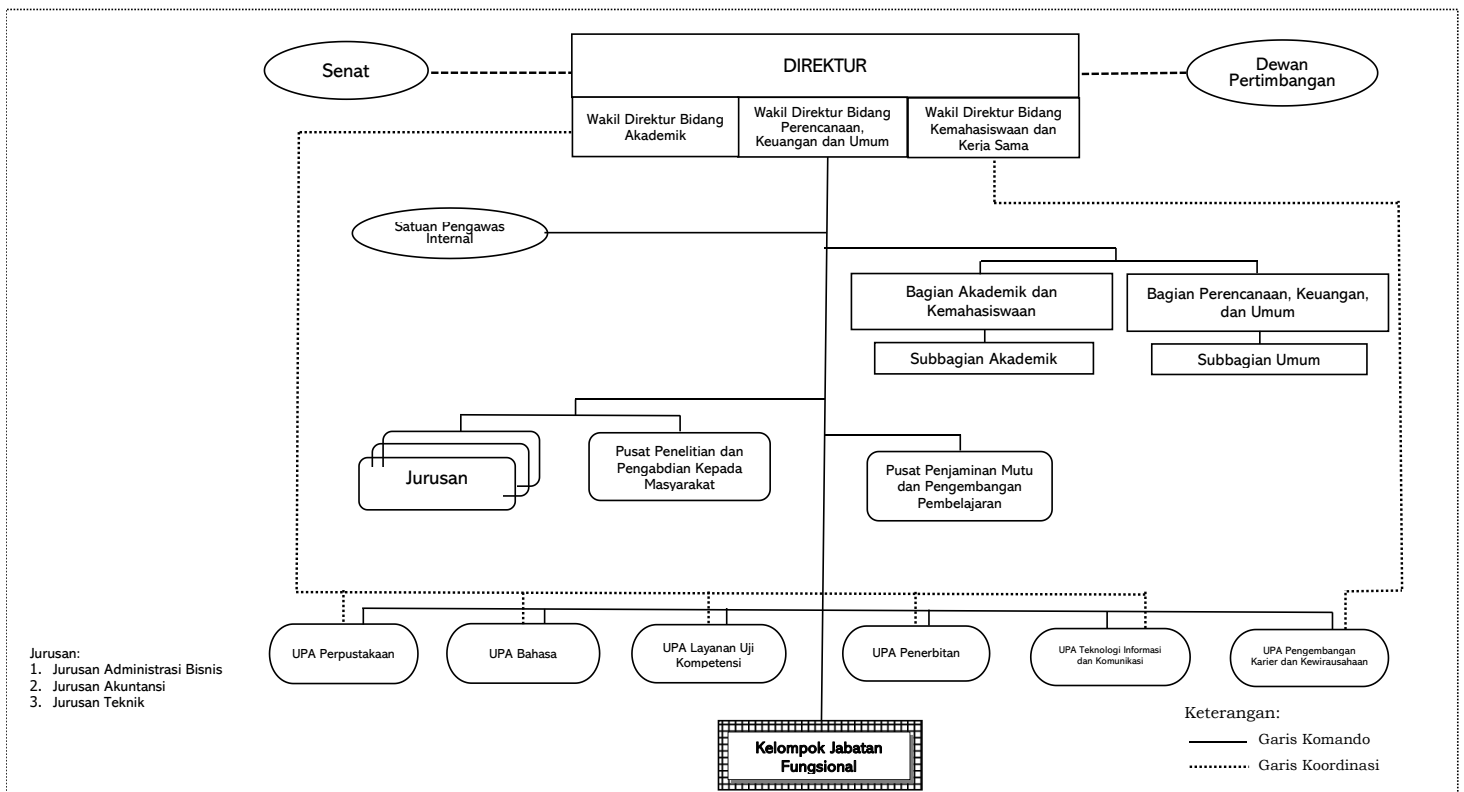 Senat
DIREKTUR
Dewan
Pertimbangan
Wakil Direktur Bidang
Akademik
Wakil Direktur Bidang
Perencanaan,
Keuangan dan Umum
Wakil Direktur Bidang
Kemahasiswaan dan
Kerja Sama
Satuan Pengawas
Internal
Bagian Akademik dan
Kemahasiswaan
Bagian Perencanaan, Keuangan,
dan Umum
Subbagian Akademik
Subbagian Umum
Jurusan
Pusat Penelitian dan
Pengabdian Kepada
Masyarakat
Pusat Penjaminan Mutu
dan Pengembangan
Pembelajaran
UPA Perpustakaan
UPA Bahasa
UPA Layanan Uji
Kompetensi
UPA Penerbitan
UPA Teknologi Informasi
dan Komunikasi
UPA Pengembangan
Karier dan Kewirausahaan
Jurusan:
1. Jurusan Administrasi Bisnis
2. Jurusan Akuntansi
3. Jurusan Teknik
Kelompok Jabatan
Fungsional
Keterangan:
Garis Komando
Garis Koordinasi